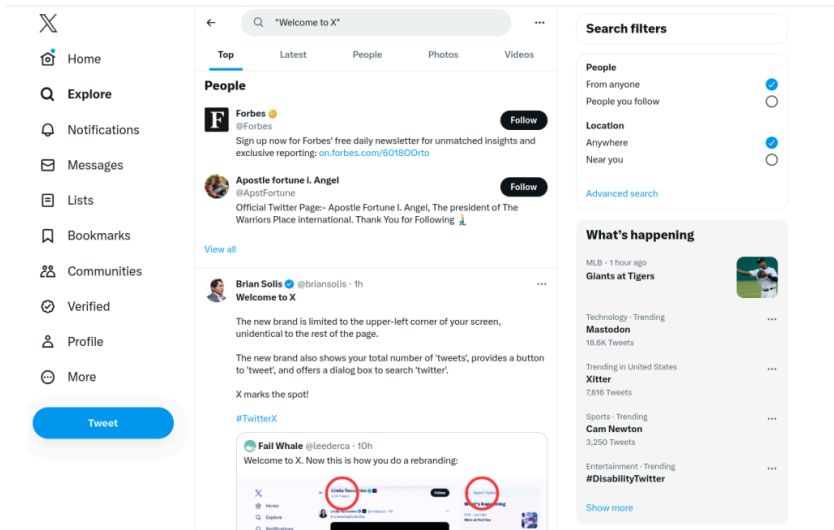 X
Home
Explore
Notifications
Messages
Lists
Bookmarks
Communities
Verified
Profile
More
Tweet
"Welcome to X"
Top Latest People Photos Videos
People
Forbes
@Forbes
Follow
Sign up now for Forbes' free daily newsletter for unmatched insights and
exclusive reporting: on.forbes.com/6018OOrto
Apostle fortune i. Angel
@ApstFortune
Follow
Official Twitter Page:- Apostle Fortune I. Angel, The president of The
Warriors Place international. Thank You for Following
View all
Brian Solis @briansolis · 1h
Welcome to X
The new brand is limited to the upper-left corner of your screen,
unidentical to the rest of the page.
The new brand also shows your total number of 'tweets', provides a button
to 'tweet', and offers a dialog box to search 'twitter'.
X marks the spot!
#TwitterX
Fail Whale @leederca · 10h
Welcome to X. Now this is how you do a rebranding:
X
Home
Explore
Notifications
Follow
What's happening
Search filters
People
From anyone
People you follow
Location
Anywhere
Near you
Advanced search
What's happening
MLB · 1 hour ago
Giants at Tigers
Technology · Trending
Mastodon
18.6K Tweets
Trending in United States
Xitter
7,616 Tweets
Sports · Trending
Cam Newton
3,250 Tweets
Entertainment · Trending
#DisabilityTwitter
Show more